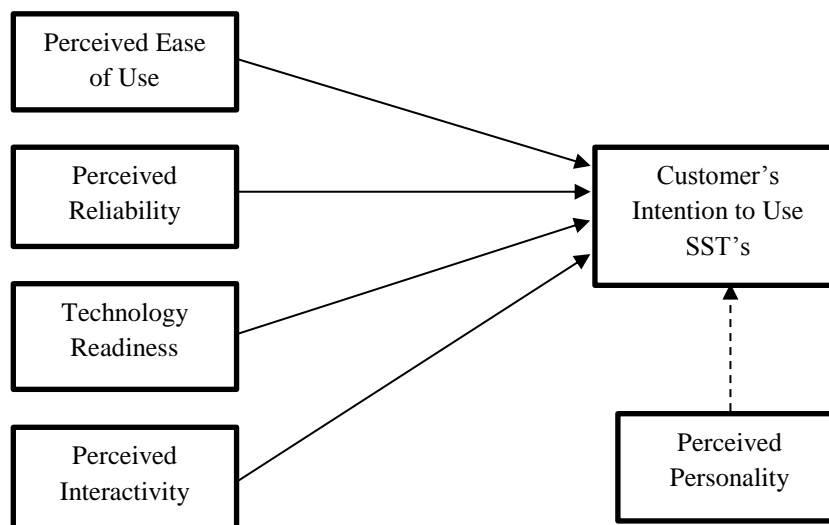 Perceived Ease
of Use
Perceived
Reliability
Technology
Readiness
Perceived
Interactivity
Customer’s
Intention to Use
SST’s
Perceived
Personality